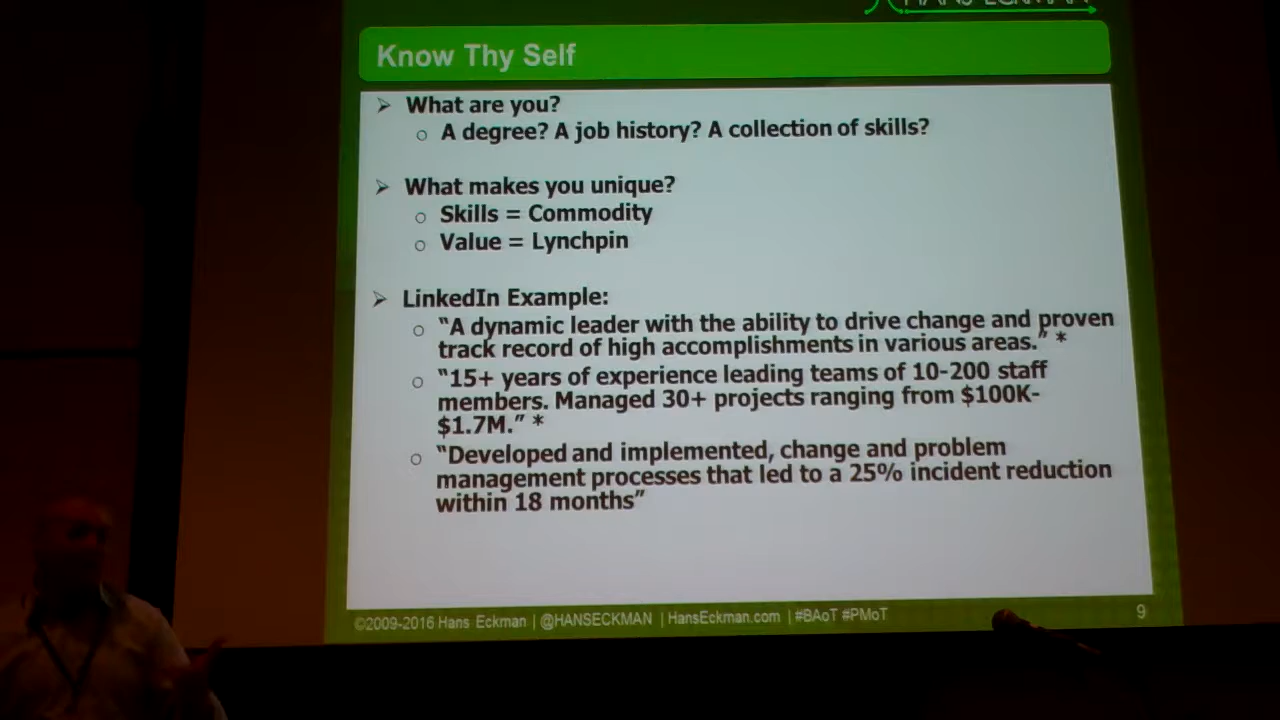 HANS ECKMAN
Know Thy Self
➢ What are you?
○ A degree? A job history? A collection of skills?
➢ What makes you unique?
○ Skills = Commodity
○ Value = Lynchpin
➢ LinkedIn Example:
○ “A dynamic leader with the ability to drive change and proven
track record of high accomplishments in various areas.” *
○ “15+ years of experience leading teams of 10-200 staff
members. Managed 30+ projects ranging from $100K-
$1.7M.” *
○ “Developed and implemented, change and problem
management processes that led to a 25% incident reduction
within 18 months”
©2009-2016 Hans Eckman | @HANSECKMAN | HansEckman.com | #BAoT #PMoT
9